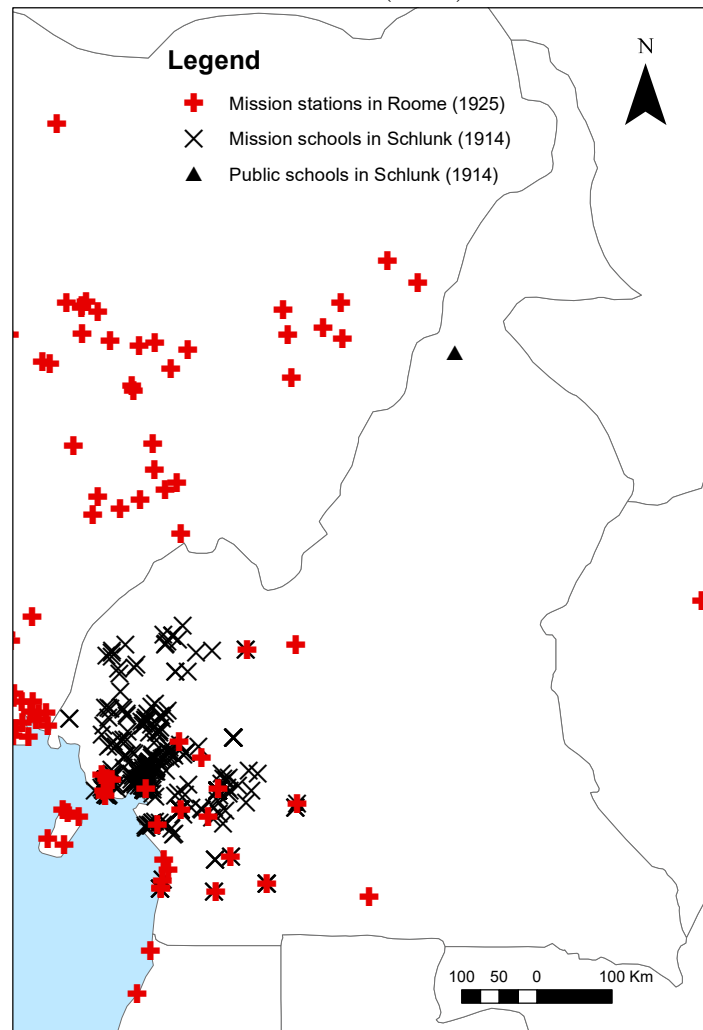 Legend
N
Mission stations in Roome (1925)
Mission schools in Schlunk (1914)
Public schools in Schlunk (1914)
100 50 0 100 Km